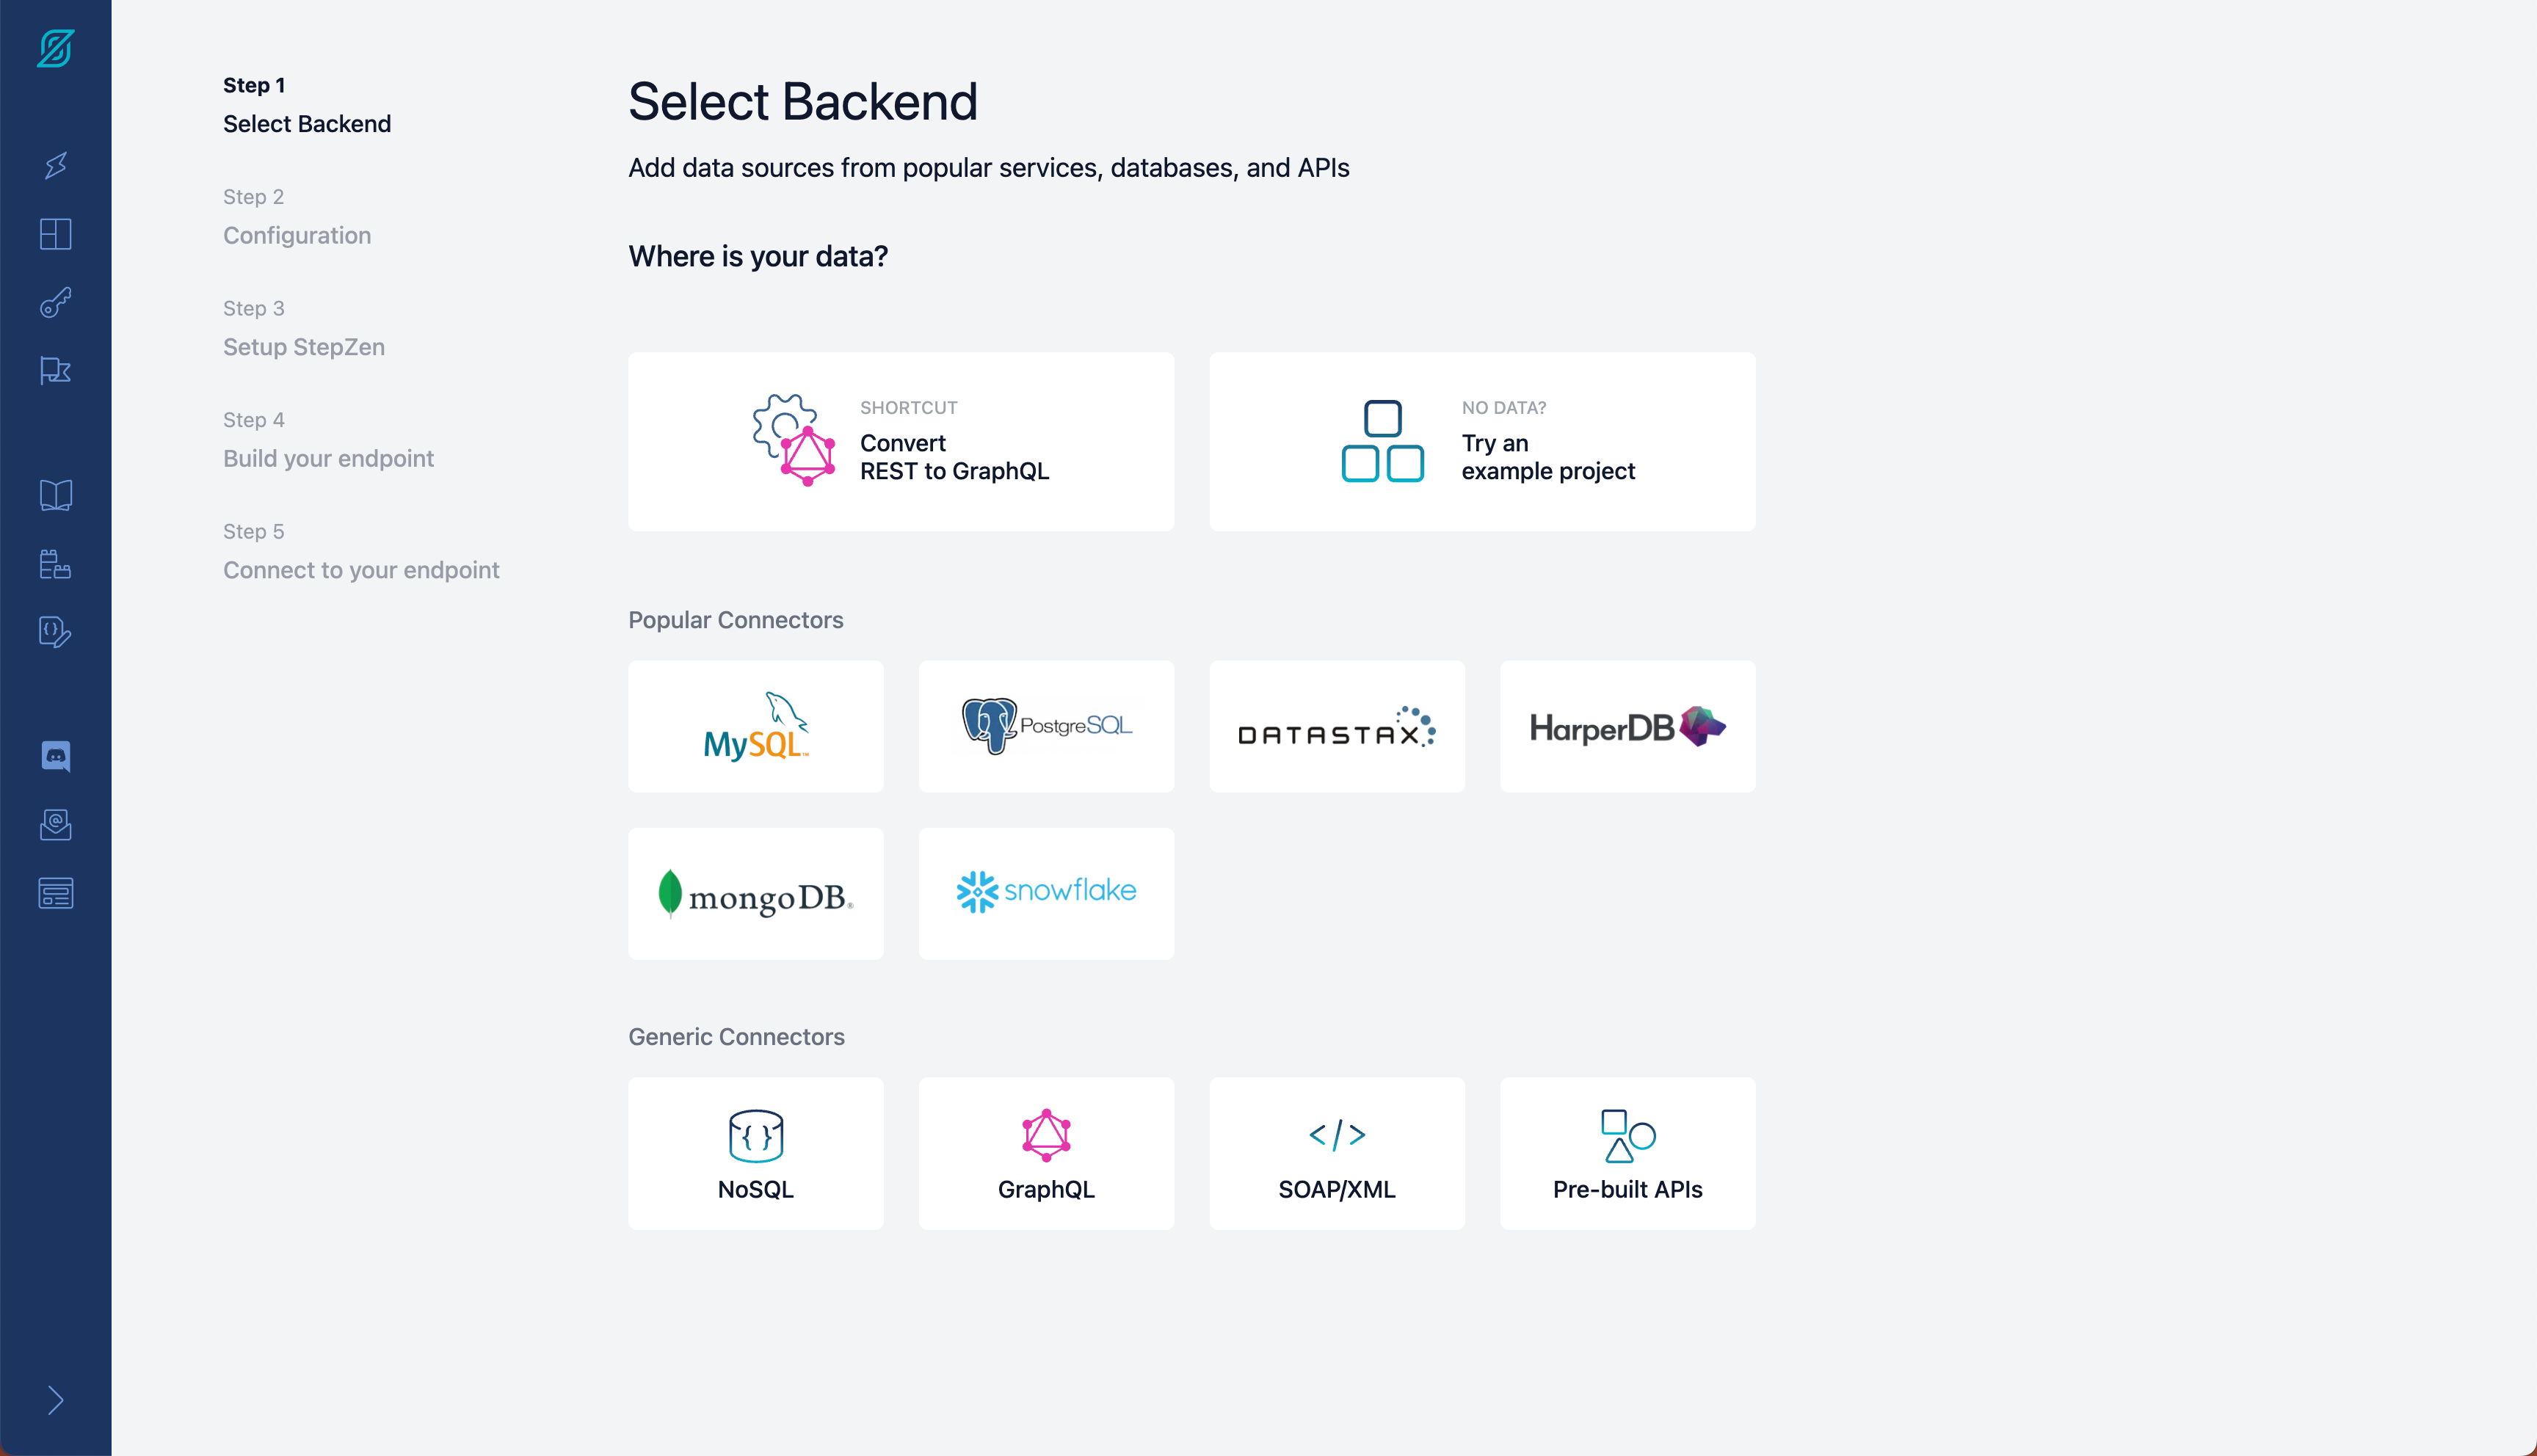 Step 1
Select Backend
Step 2
Configuration
Step 3
Setup StepZen
Step 4
Build your endpoint
Step 5
Connect to your endpoint
Select Backend
Add data sources from popular services, databases, and APIs
Where is your data?
SHORTCUT
Convert
REST to GraphQL
NO DATA?
Try an
example project
Popular Connectors
MySQL™
PostgreSQL
DATASTAX
HarperDB
mongoDB®
snowflake
Generic Connectors
NoSQL
GraphQL
SOAP/XML
Pre-built APIs